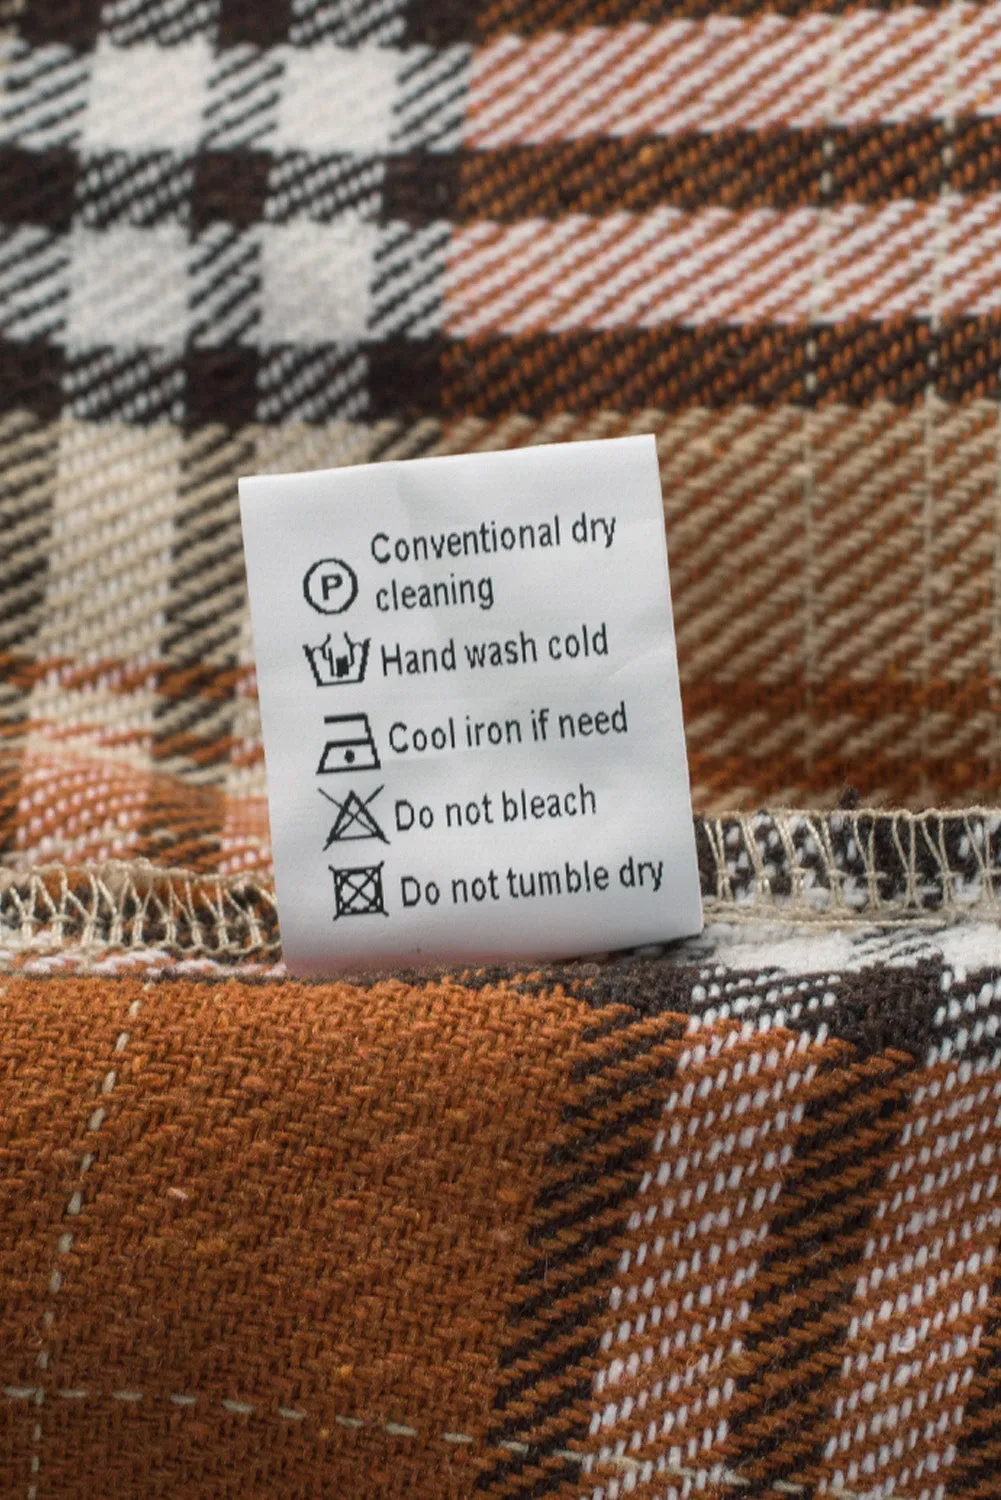 Conventional dry
P cleaning
Hand wash cold
Cool iron if need
Do not bleach
Do not tumble dry